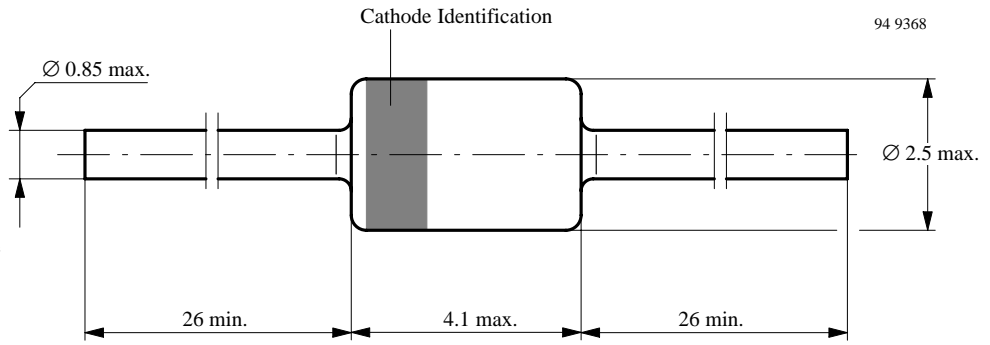 Cathode Identification
94 9368
∅ 0.85 max.
∅ 2.5 max.
26 min.
4.1 max.
26 min.